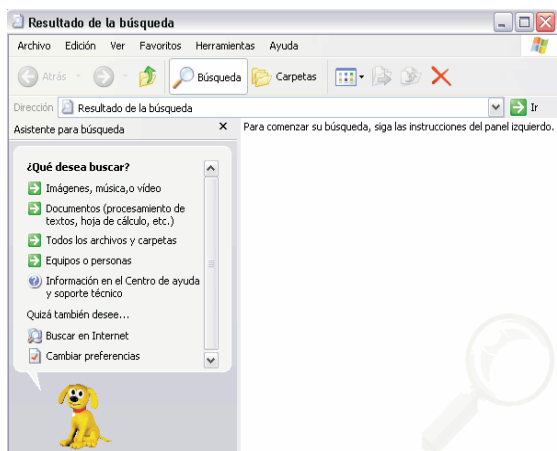 Resultado de la búsqueda
Archivo Edición Ver Favoritos Herramientas Ayuda
Atrás Búsqueda Carpetas
Dirección Resultado de la búsqueda Ir
Asistente para búsqueda
Para comenzar su búsqueda, siga las instrucciones del panel izquierdo.
¿Qué desea buscar?
Imágenes, música,o vídeo
Documentos (procesamiento de
textos, hoja de cálculo, etc.)
Todos los archivos y carpetas
Equipos o personas
Información en el Centro de ayuda
y soporte técnico
Quizá también desee...
Buscar en Internet
Cambiar preferencias